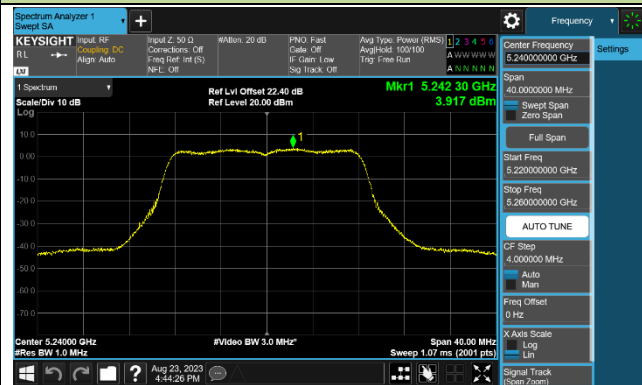 Spectrum Analyzer 1
Swept SA
+
Frequency
KEYSIGHT
RL
LXI
Input: RF
Coupling: DC
Align: Auto
Input Z: 50 Ω
Corrections: Off
Freq Ref: Int (S)
NFE: Off
#Atten: 20 dB
PNO: Fast
Gate: Off
IF Gain: Low
Sig Track: Off
Avg Type: Power (RMS)
Avg|Hold: 100/100
Trig: Free Run
1 2 3 4 5 6
A W W W W W
A N N N N N
1 Spectrum
Scale/Div 10 dB
Log
Ref Lvl Offset 22.40 dB
Ref Level 20.00 dBm
Mkr1 5.242 30 GHz
3.917 dBm
1
10.0
0.00
-10.0
-20.0
-30.0
-40.0
-50.0
-60.0
-70.0
Center 5.24000 GHz
#Res BW 1.0 MHz
#Video BW 3.0 MHz*
Span 40.00 MHz
Sweep 1.07 ms (2001 pts)
Center Frequency
5.240000000 GHz
Settings
Span
40.0000000 MHz
Swept Span
Zero Span
Full Span
Start Freq
5.220000000 GHz
Stop Freq
5.260000000 GHz
AUTO TUNE
CF Step
4.000000 MHz
Auto
Man
Freq Offset
0 Hz
X Axis Scale
Log
Lin
Signal Track
(Span Zoom)
?
Aug 23, 2023
4:44:26 PM